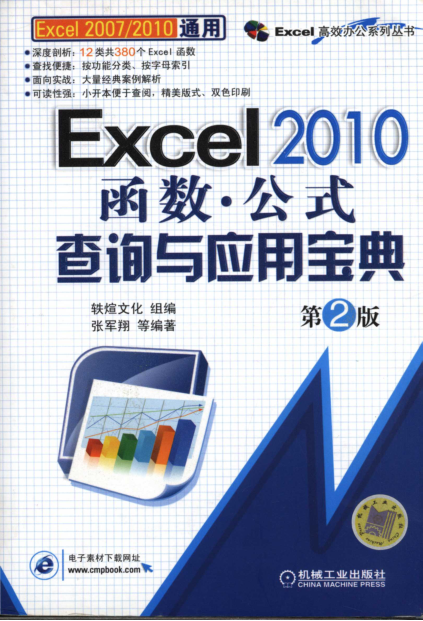 Excel 2007/2010 通用
Excel 高效办公系列丛书
•深度剖析：12类共380个Excel 函数
•查找便捷：按功能分类、按字母索引
•面向实战：大量经典案例解析
•可读性强：小开本便于查阅，精美版式、双色印刷
Excel 2010
函数·公式
查询与应用宝典
第2版
轶煊文化 组编
张军翔 等编著
电子素材下载网址
www.cmpbook.com
机械工业出版社
CHINA MACHINE PRESS